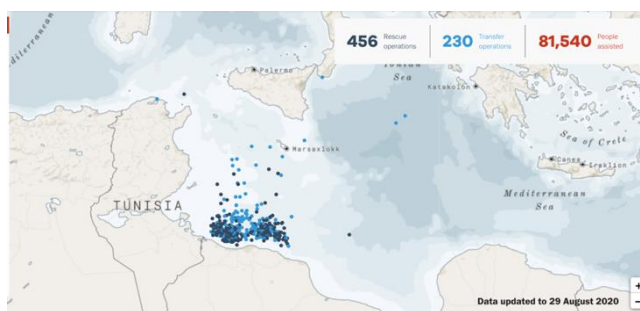 456
Rescue
operations
230
Transfer
operations
81,540
People
assisted
Mediterranean
Palermo
Ionian
Sea
Katakolon
Marsaxlokk
Sea of Crete
Canea
Iraklion
TUNISIA
Mediterranean
Sea
Data updated to 29 August 2020
+
−